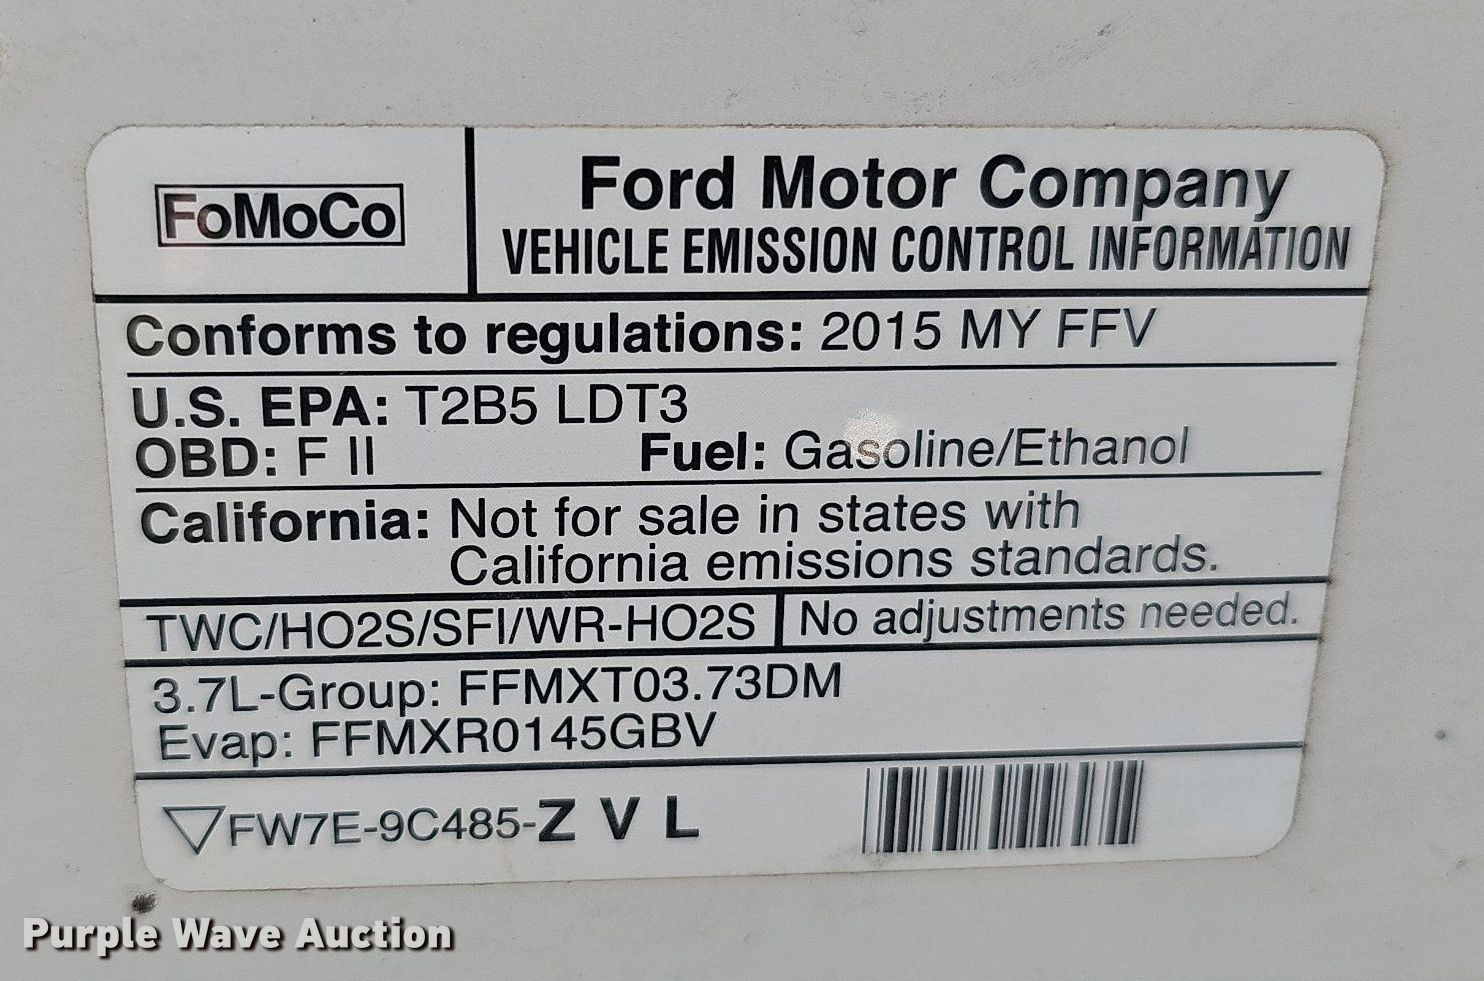 FoMoCo
Ford Motor Company
VEHICLE EMISSION CONTROL INFORMATION
Conforms to regulations: 2015 MY FFV
U.S. EPA: T2B5 LDT3
OBD: F II Fuel: Gasoline/Ethanol
California: Not for sale in states with
California emissions standards.
TWC/HO2S/SFI/WR-HO2S No adjustments needed.
3.7L-Group: FFMXT03.73DM
Evap: FFMXR0145GBV
FW7E-9C485-Z V L
Purple Wave Auction